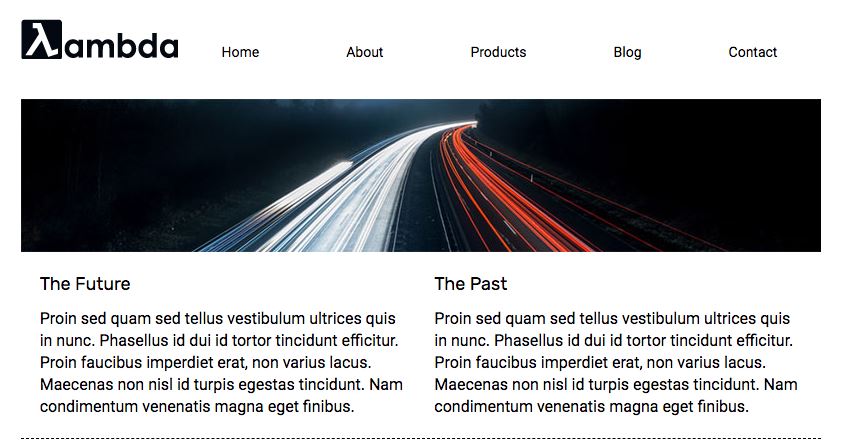 λambda
Home About Products Blog Contact
The Future
Proin sed quam sed tellus vestibulum ultrices quis
in nunc. Phasellus id dui id tortor tincidunt efficitur.
Proin faucibus imperdiet erat, non varius lacus.
Maecenas non nisl id turpis egestas tincidunt. Nam
condimentum venenatis magna eget finibus.
The Past
Proin sed quam sed tellus vestibulum ultrices quis
in nunc. Phasellus id dui id tortor tincidunt efficitur.
Proin faucibus imperdiet erat, non varius lacus.
Maecenas non nisl id turpis egestas tincidunt. Nam
condimentum venenatis magna eget finibus.